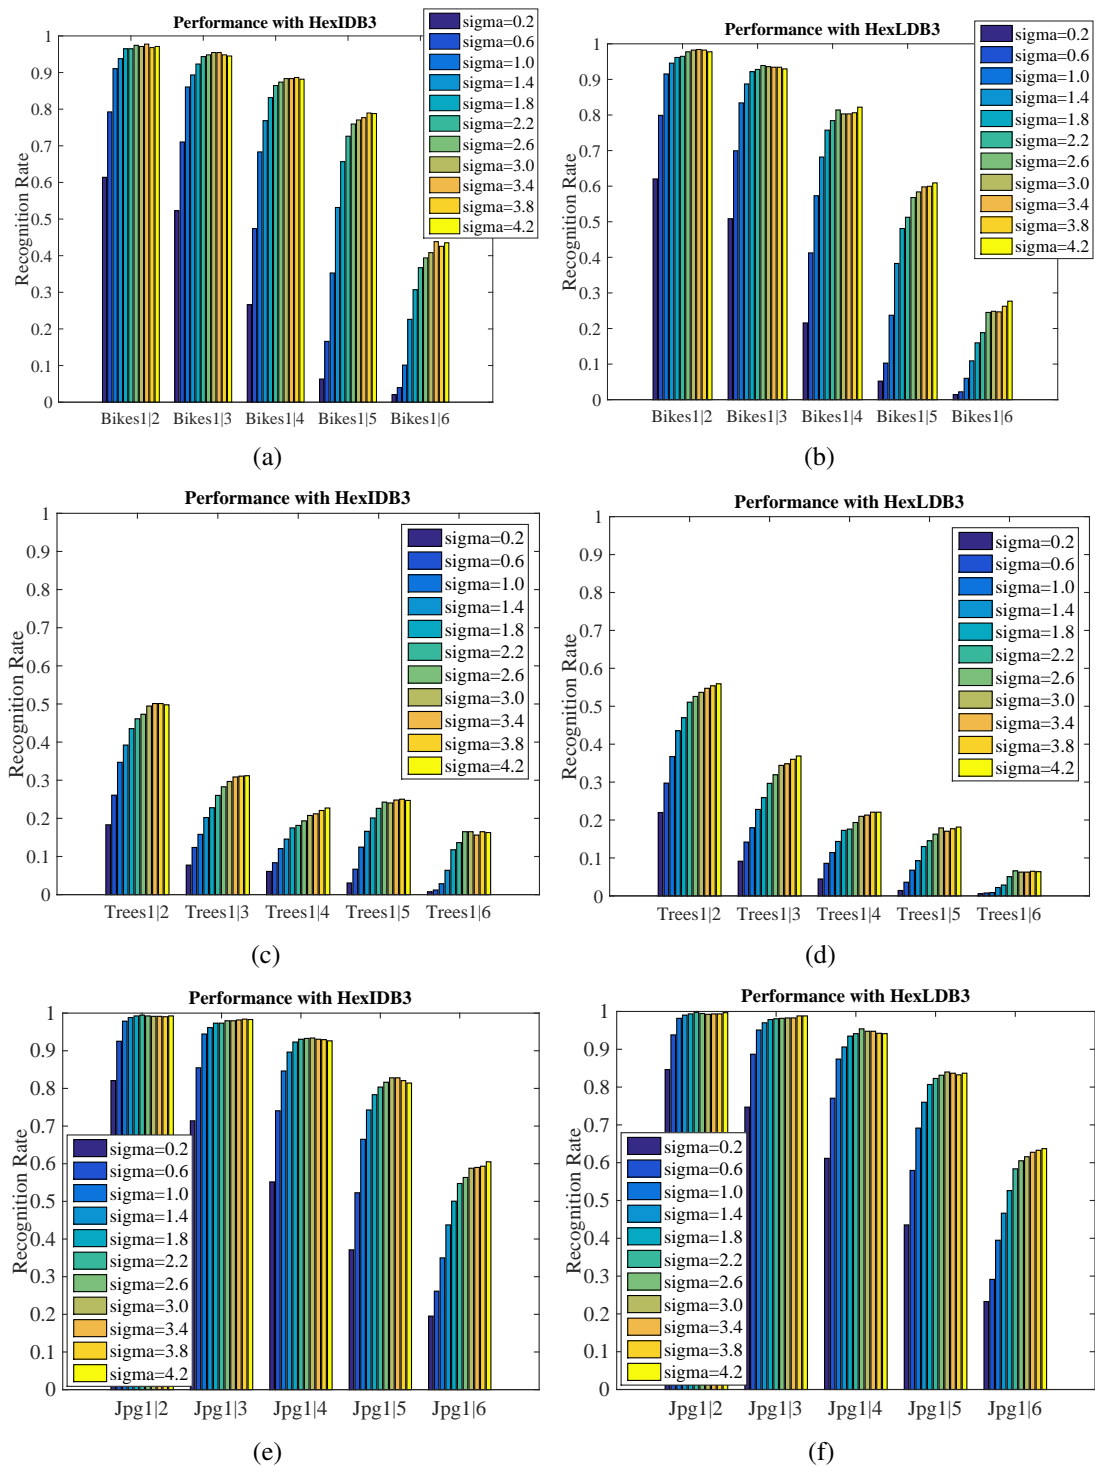 Performance with HexIDB3
Recognition Rate
1
0.9
0.8
0.7
0.6
0.5
0.4
0.3
0.2
0.1
0
Bikes1|2 Bikes1|3 Bikes1|4 Bikes1|5 Bikes1|6
sigma=0.2
sigma=0.6
sigma=1.0
sigma=1.4
sigma=1.8
sigma=2.2
sigma=2.6
sigma=3.0
sigma=3.4
sigma=3.8
sigma=4.2
(a)
Performance with HexLDB3
Recognition Rate
1
0.9
0.8
0.7
0.6
0.5
0.4
0.3
0.2
0.1
0
Bikes1|2 Bikes1|3 Bikes1|4 Bikes1|5 Bikes1|6
sigma=0.2
sigma=0.6
sigma=1.0
sigma=1.4
sigma=1.8
sigma=2.2
sigma=2.6
sigma=3.0
sigma=3.4
sigma=3.8
sigma=4.2
(b)
Performance with HexIDB3
Recognition Rate
1
0.9
0.8
0.7
0.6
0.5
0.4
0.3
0.2
0.1
0
Trees1|2 Trees1|3 Trees1|4 Trees1|5 Trees1|6
sigma=0.2
sigma=0.6
sigma=1.0
sigma=1.4
sigma=1.8
sigma=2.2
sigma=2.6
sigma=3.0
sigma=3.4
sigma=3.8
sigma=4.2
(c)
Performance with HexLDB3
Recognition Rate
1
0.9
0.8
0.7
0.6
0.5
0.4
0.3
0.2
0.1
0
Trees1|2 Trees1|3 Trees1|4 Trees1|5 Trees1|6
sigma=0.2
sigma=0.6
sigma=1.0
sigma=1.4
sigma=1.8
sigma=2.2
sigma=2.6
sigma=3.0
sigma=3.4
sigma=3.8
sigma=4.2
(d)
Performance with HexIDB3
Recognition Rate
1
0.9
0.8
0.7
0.6
0.5
0.4
0.3
0.2
0.1
0
Jpg1|2 Jpg1|3 Jpg1|4 Jpg1|5 Jpg1|6
sigma=0.2
sigma=0.6
sigma=1.0
sigma=1.4
sigma=1.8
sigma=2.2
sigma=2.6
sigma=3.0
sigma=3.4
sigma=3.8
sigma=4.2
(e)
Performance with HexLDB3
Recognition Rate
1
0.9
0.8
0.7
0.6
0.5
0.4
0.3
0.2
0.1
0
Jpg1|2 Jpg1|3 Jpg1|4 Jpg1|5 Jpg1|6
sigma=0.2
sigma=0.6
sigma=1.0
sigma=1.4
sigma=1.8
sigma=2.2
sigma=2.6
sigma=3.0
sigma=3.4
sigma=3.8
sigma=4.2
(f)